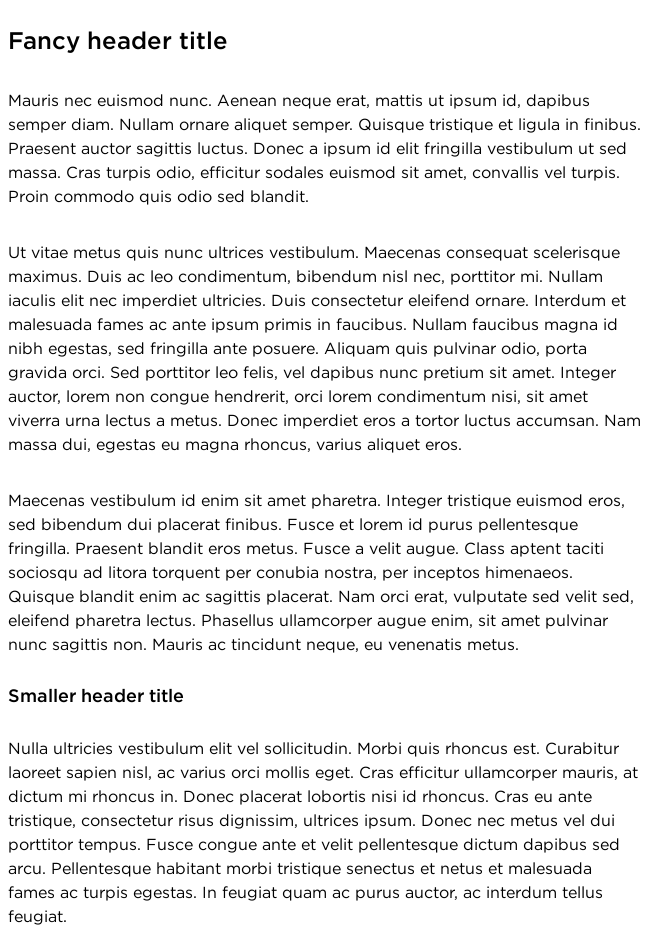 Fancy header title
Mauris nec euismod nunc. Aenean neque erat, mattis ut ipsum id, dapibus
semper diam. Nullam ornare aliquet semper. Quisque tristique et ligula in finibus.
Praesent auctor sagittis luctus. Donec a ipsum id elit fringilla vestibulum ut sed
massa. Cras turpis odio, efficitur sodales euismod sit amet, convallis vel turpis.
Proin commodo quis odio sed blandit.
Ut vitae metus quis nunc ultrices vestibulum. Maecenas consequat scelerisque
maximus. Duis ac leo condimentum, bibendum nisl nec, porttitor mi. Nullam
iaculis elit nec imperdiet ultricies. Duis consectetur eleifend ornare. Interdum et
malesuada fames ac ante ipsum primis in faucibus. Nullam faucibus magna id
nibh egestas, sed fringilla ante posuere. Aliquam quis pulvinar odio, porta
gravida orci. Sed porttitor leo felis, vel dapibus nunc pretium sit amet. Integer
auctor, lorem non congue hendrerit, orci lorem condimentum nisi, sit amet
viverra urna lectus a metus. Donec imperdiet eros a tortor luctus accumsan. Nam
massa dui, egestas eu magna rhoncus, varius aliquet eros.
Maecenas vestibulum id enim sit amet pharetra. Integer tristique euismod eros,
sed bibendum dui placerat finibus. Fusce et lorem id purus pellentesque
fringilla. Praesent blandit eros metus. Fusce a velit augue. Class aptent taciti
sociosqu ad litora torquent per conubia nostra, per inceptos himenaeos.
Quisque blandit enim ac sagittis placerat. Nam orci erat, vulputate sed velit sed,
eleifend pharetra lectus. Phasellus ullamcorper augue enim, sit amet pulvinar
nunc sagittis non. Mauris ac tincidunt neque, eu venenatis metus.
Smaller header title
Nulla ultricies vestibulum elit vel sollicitudin. Morbi quis rhoncus est. Curabitur
laoreet sapien nisl, ac varius orci mollis eget. Cras efficitur ullamcorper mauris, at
dictum mi rhoncus in. Donec placerat lobortis nisi id rhoncus. Cras eu ante
tristique, consectetur risus dignissim, ultrices ipsum. Donec nec metus vel dui
porttitor tempus. Fusce congue ante et velit pellentesque dictum dapibus sed
arcu. Pellentesque habitant morbi tristique senectus et netus et malesuada
fames ac turpis egestas. In feugiat quam ac purus auctor, ac interdum tellus
feugiat.